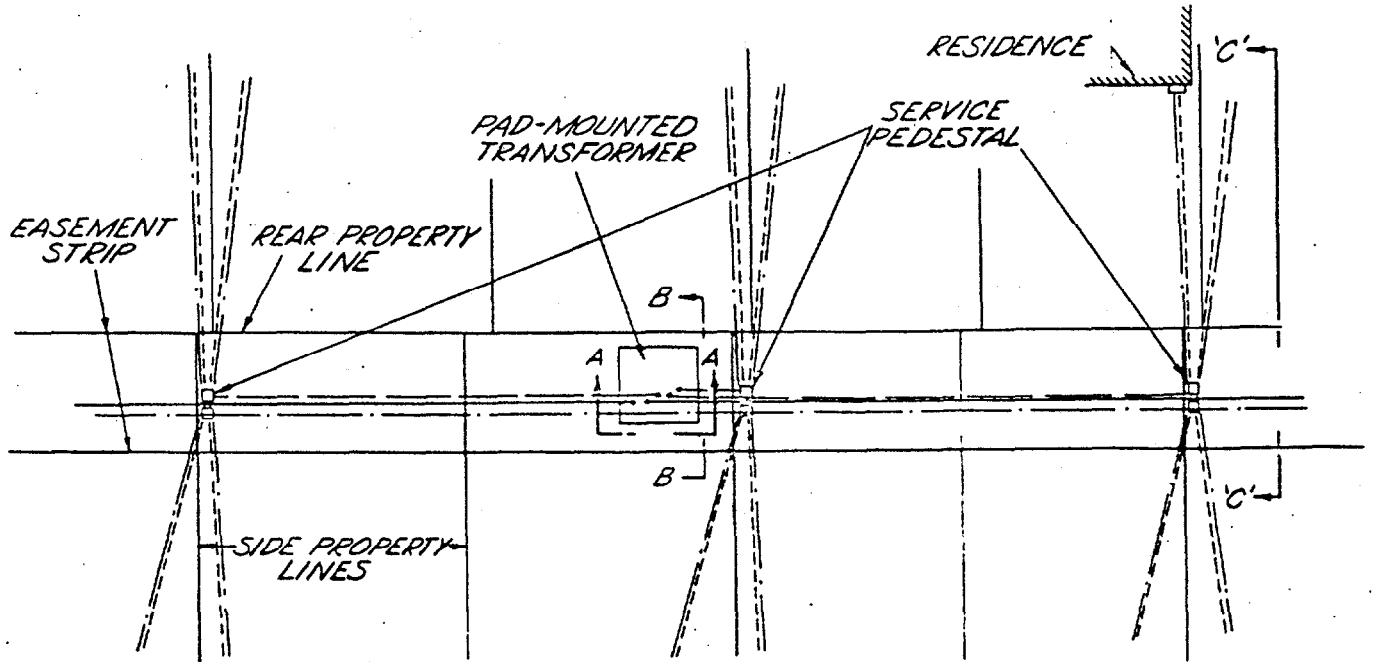 RESIDENCE
'C'
PAD-MOUNTED
TRANSFORMER
SERVICE
PEDESTAL
EASEMENT
STRIP
REAR PROPERTY
LINE
B
A
A
B
'C'
SIDE PROPERTY
LINES